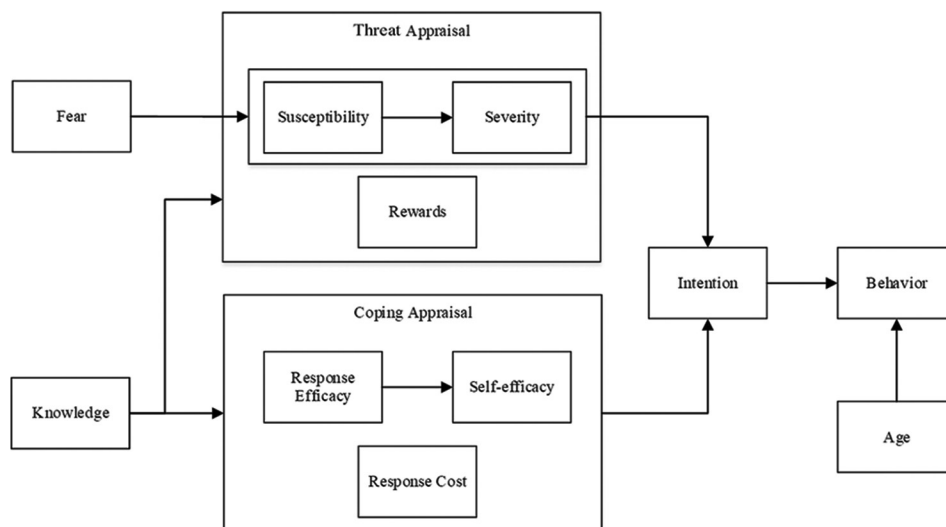 Threat Appraisal
Fear
Susceptibility
Severity
Rewards
Intention
Behavior
Coping Appraisal
Knowledge
Response
Efficacy
Self-efficacy
Response Cost
Age